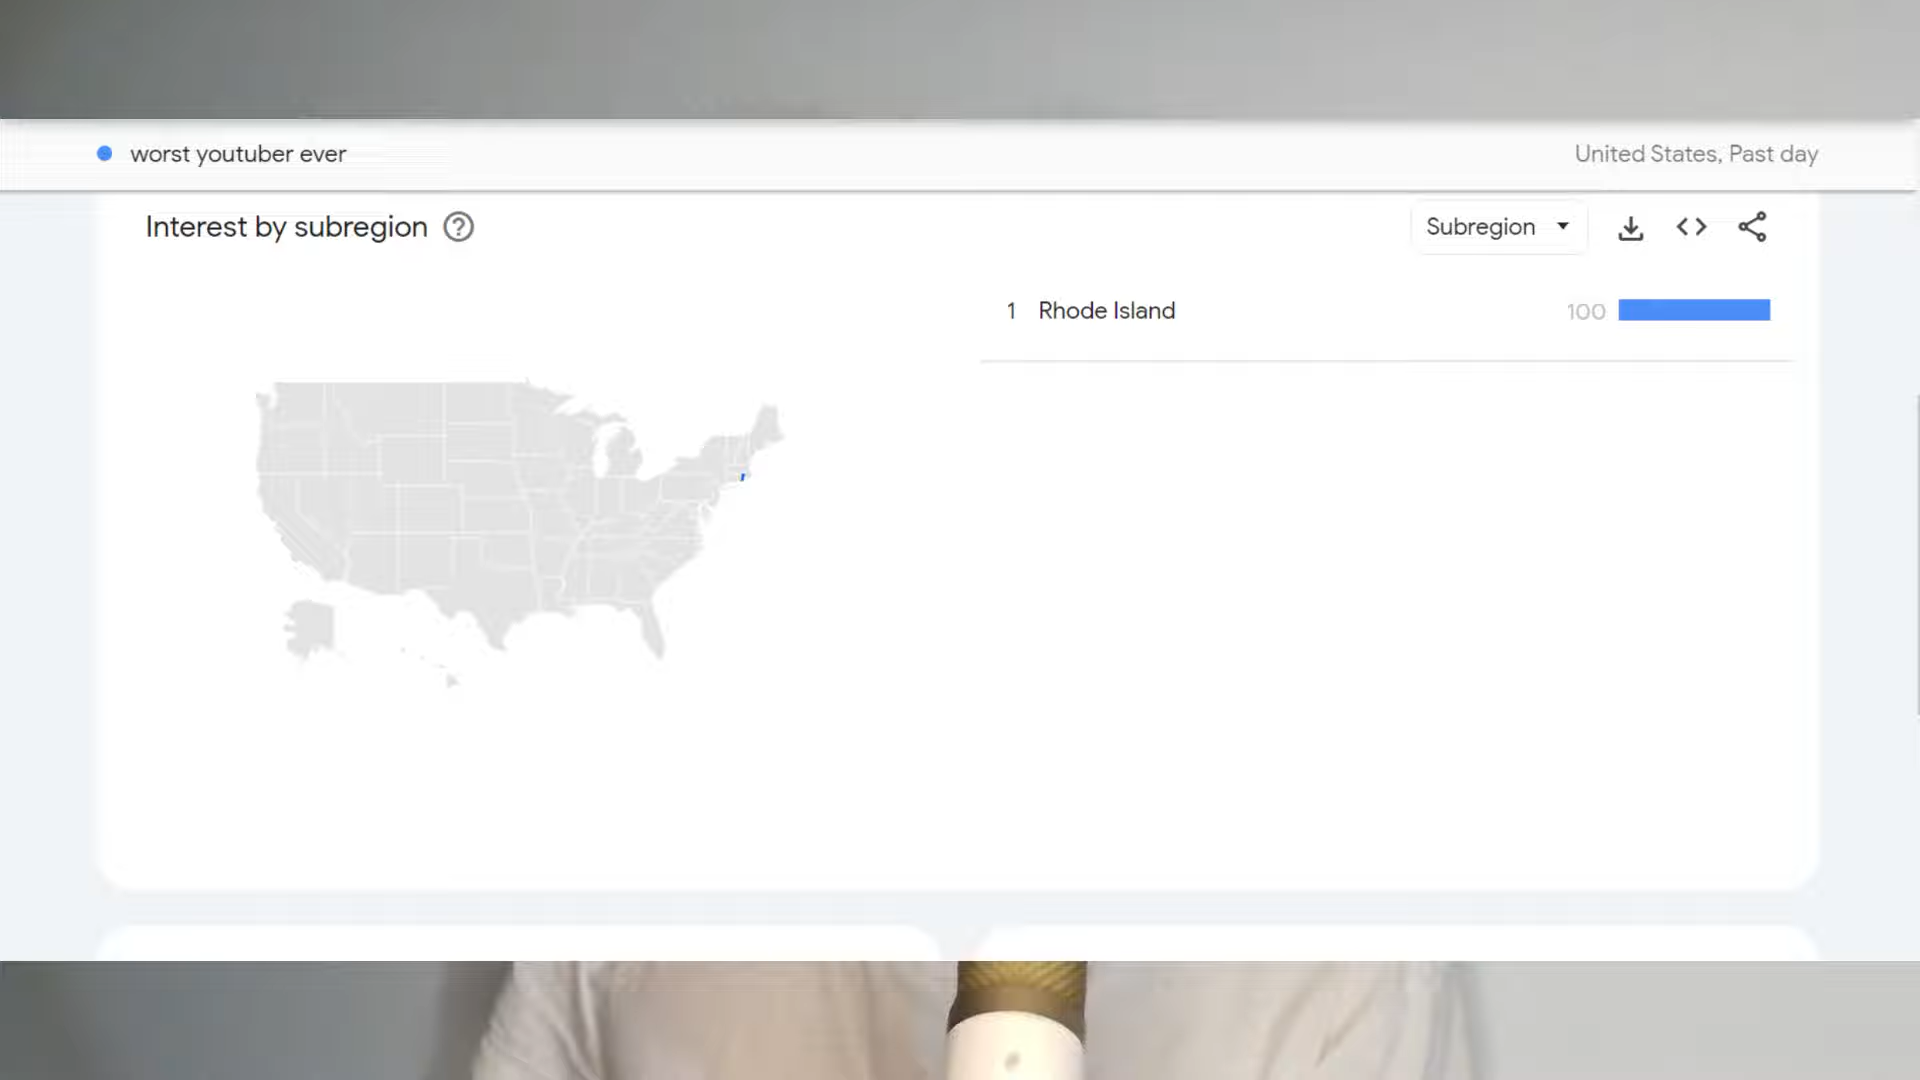 worst youtuber ever
United States, Past day
Interest by subregion
Subregion
1 Rhode Island 100